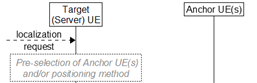 Target
(Server) UE
Anchor UE(s)
localization
request
Pre-selection of Anchor UE(s)
and/or positioning method